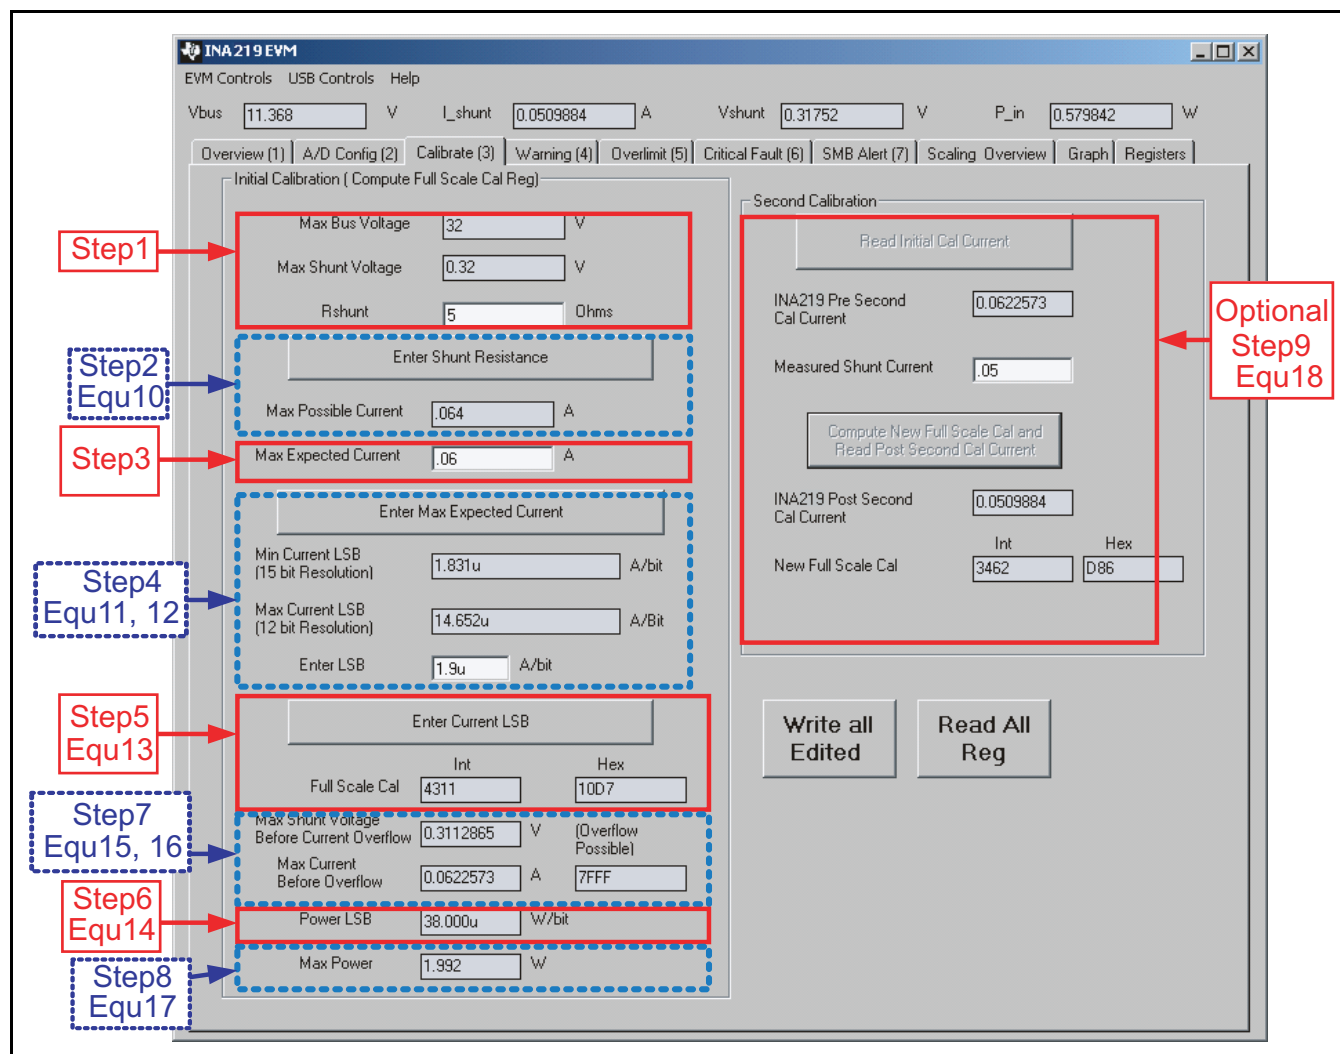 INA219EVM
EVM Controls USB Controls Help
Vbus 11.368 V I_shunt 0.0509884 A Vshunt 0.31752 V P_in 0.579842 W
Overview (1) A/D Config (2) Calibrate (3) Warning (4) Overlimit (5) Critical Fault (6) SMB Alert (7) Scaling Overview Graph Registers
Initial Calibration ( Compute Full Scale Cal Reg)
Step1
Max Bus Voltage 32 V
Max Shunt Voltage 0.32 V
Rshunt 5 Ohms
Step2
Equ10
Enter Shunt Resistance
Max Possible Current .064 A
Step3
Max Expected Current .06 A
Enter Max Expected Current
Step4
Equ11, 12
Min Current LSB
(15 bit Resolution) 1.831u A/bit
Max Current LSB
(12 bit Resolution) 14.652u A/Bit
Enter LSB 1.9u A/bit
Step5
Equ13
Enter Current LSB
Int Hex
Full Scale Cal 4311 10D7
Step7
Equ15, 16
Max Shunt Voltage
Before Current Overflow 0.3112865 V (Overflow
Possible)
Max Current
Before Overflow 0.0622573 A 7FFF
Step6
Equ14
Power LSB 38.000u W/bit
Step8
Equ17
Max Power 1.992 W
Second Calibration
Read Initial Cal Current
INA219 Pre Second
Cal Current 0.0622573
Measured Shunt Current .05
Compute New Full Scale Cal and
Read Post Second Cal Current
INA219 Post Second
Cal Current 0.0509884
Int Hex
New Full Scale Cal 3462 D86
Optional
Step9
Equ18
Write all
Edited
Read All
Reg